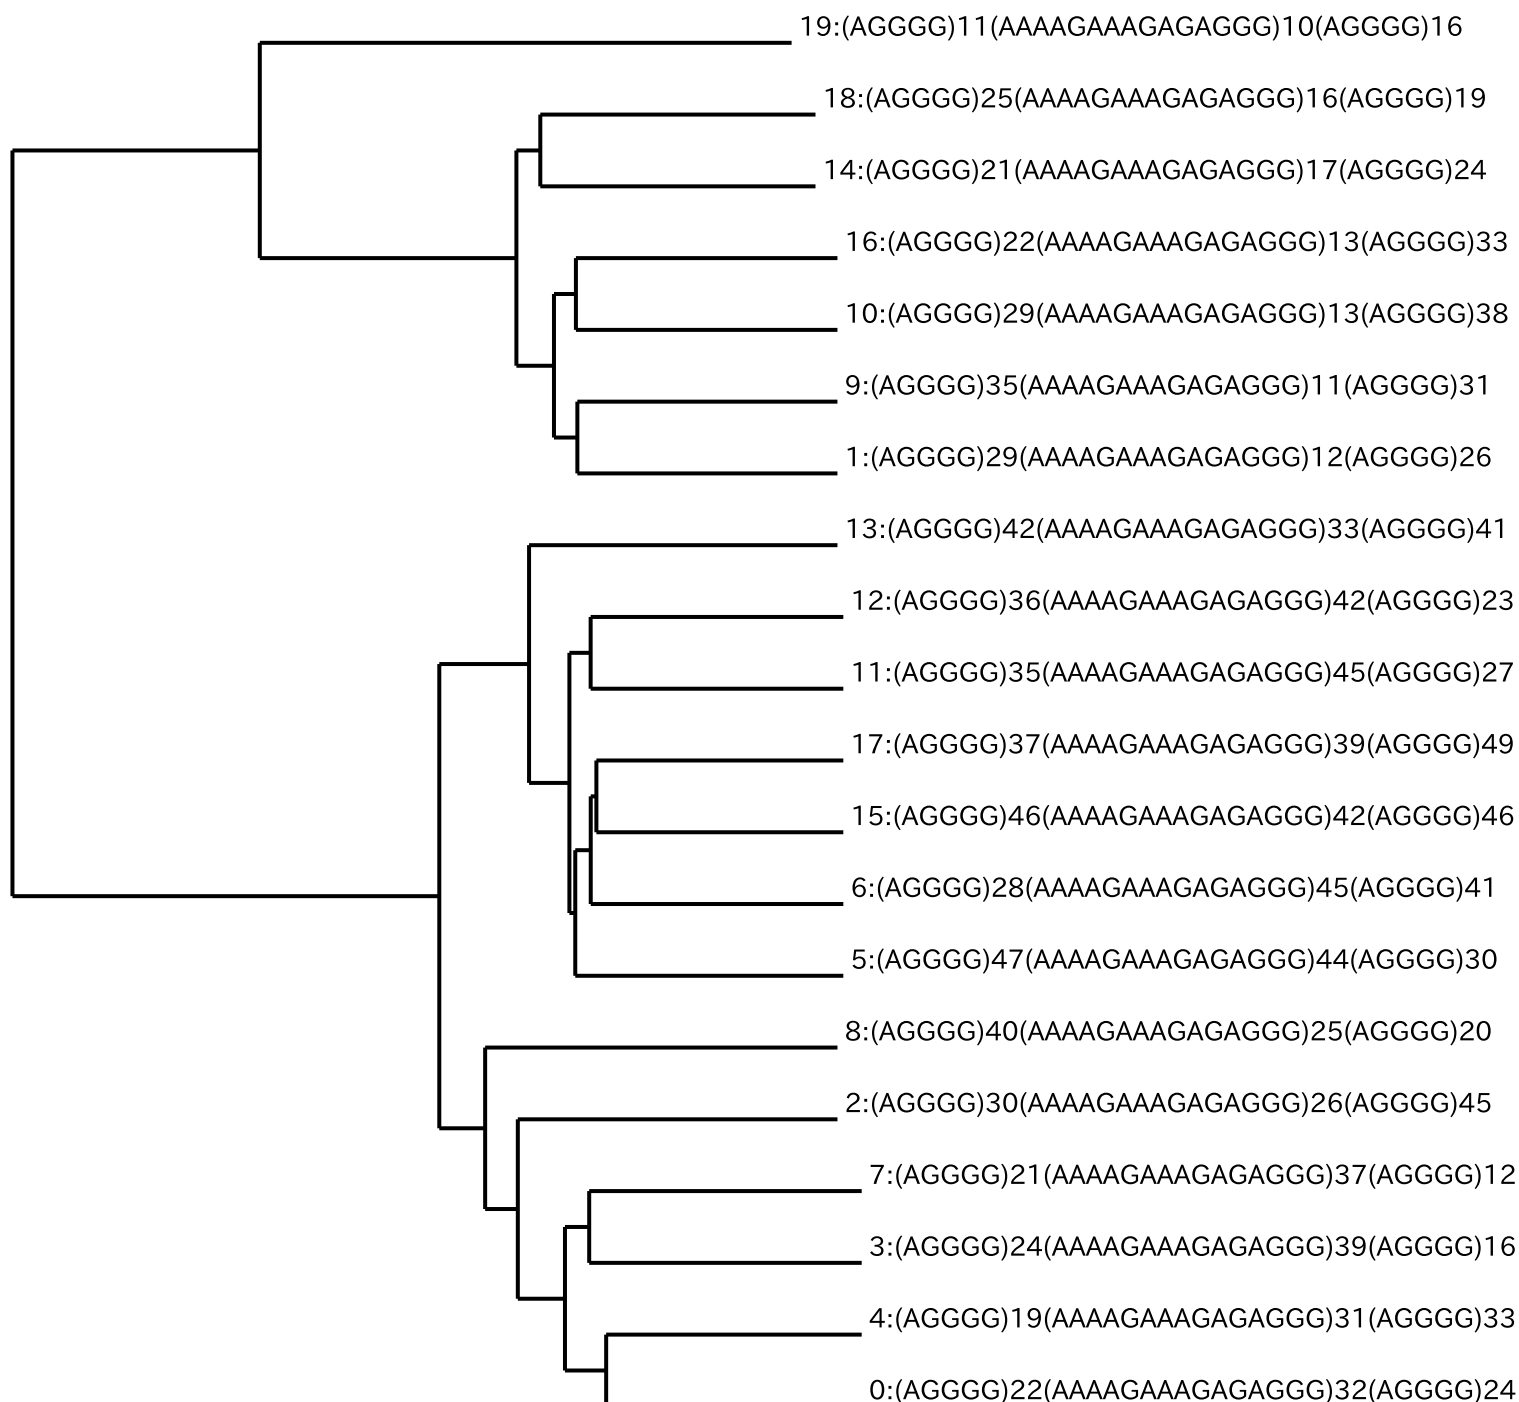 19:(AGGGG)11(AAAAGAAAGAGAGGG)10(AGGGG)16
18:(AGGGG)25(AAAAGAAAGAGAGGG)16(AGGGG)19
14:(AGGGG)21(AAAAGAAAGAGAGGG)17(AGGGG)24
16:(AGGGG)22(AAAAGAAAGAGAGGG)13(AGGGG)33
10:(AGGGG)29(AAAAGAAAGAGAGGG)13(AGGGG)38
9:(AGGGG)35(AAAAGAAAGAGAGGG)11(AGGGG)31
1:(AGGGG)29(AAAAGAAAGAGAGGG)12(AGGGG)26
13:(AGGGG)42(AAAAGAAAGAGAGGG)33(AGGGG)41
12:(AGGGG)36(AAAAGAAAGAGAGGG)42(AGGGG)23
11:(AGGGG)35(AAAAGAAAGAGAGGG)45(AGGGG)27
17:(AGGGG)37(AAAAGAAAGAGAGGG)39(AGGGG)49
15:(AGGGG)46(AAAAGAAAGAGAGGG)42(AGGGG)46
6:(AGGGG)28(AAAAGAAAGAGAGGG)45(AGGGG)41
5:(AGGGG)47(AAAAGAAAGAGAGGG)44(AGGGG)30
8:(AGGGG)40(AAAAGAAAGAGAGGG)25(AGGGG)20
2:(AGGGG)30(AAAAGAAAGAGAGGG)26(AGGGG)45
7:(AGGGG)21(AAAAGAAAGAGAGGG)37(AGGGG)12
3:(AGGGG)24(AAAAGAAAGAGAGGG)39(AGGGG)16
4:(AGGGG)19(AAAAGAAAGAGAGGG)31(AGGGG)33
0:(AGGGG)22(AAAAGAAAGAGAGGG)32(AGGGG)24